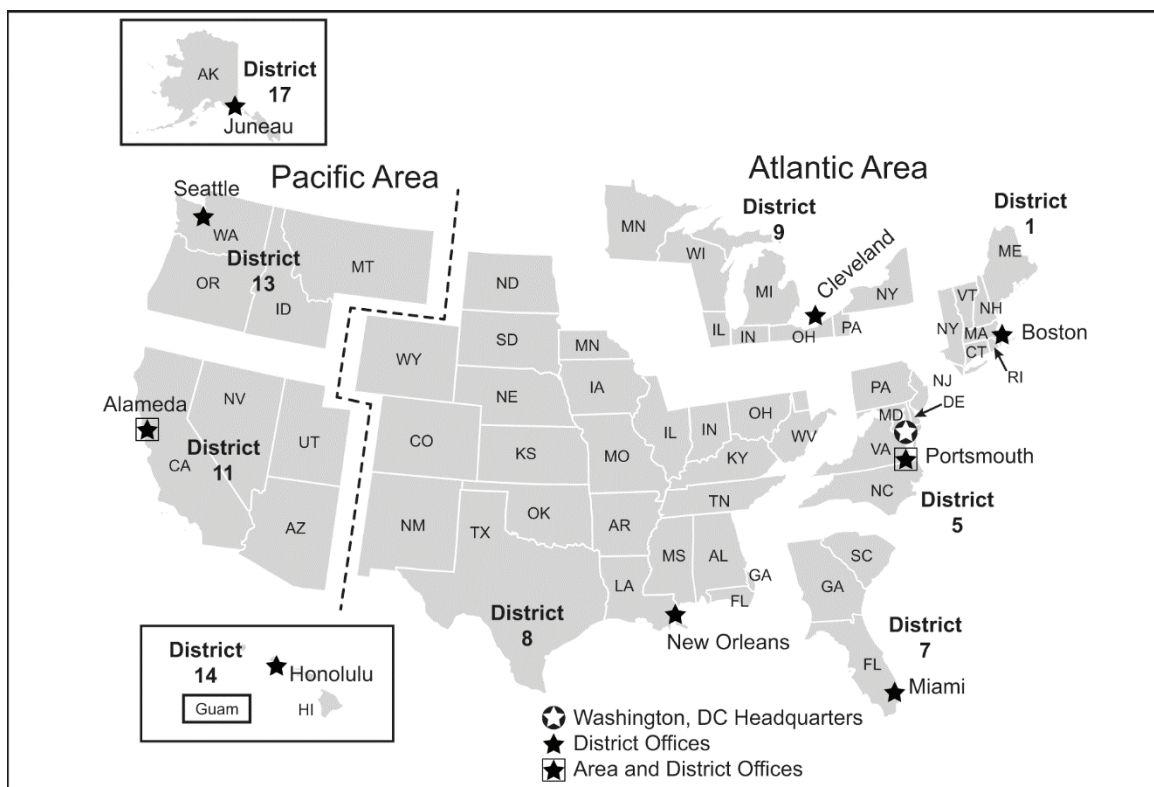 AK
District
17
Juneau
Pacific Area
Atlantic Area
Seattle
WA
District
13
OR
ID
MT
Alameda
NV
UT
CA
District
11
AZ
District
14
Honolulu
Guam
HI
ND
SD
WY
NE
CO
KS
NM
TX
OK
MN
IA
MO
AR
LA
MS
AL
GA
FL
IL
IN
OH
WV
KY
TN
District
8
New Orleans
MN
WI
MI
IL
IN
OH
PA
NY
District
9
Cleveland
District
1
ME
VT
NH
NY
MA
CT
RI
Boston
PA
NJ
DE
MD
VA
NC
Portsmouth
District
5
SC
GA
FL
District
7
Miami
Washington, DC Headquarters
District Offices
Area and District Offices